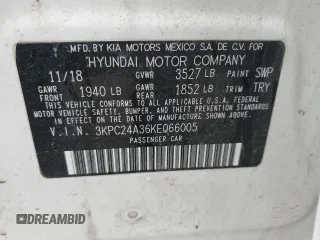 MFD. BY KIA MOTORS MEXICO S.A DE C.V. FOR
HYUNDAI MOTOR COMPANY
11/18 GVWR 3527 LB PAINT SWP
GAWR 1940 LB GAWR 1852 LB TRIM TRY
THIS VEHICLE CONFORMS TO ALL APPLICABLE U.S. FEDERAL
MOTOR VEHICLE SAFETY, BUMPER, AND THEFT PREVENTION
STANDARDS IN EFFECT ON THE DATE OF MANUFACTURE SHOWN ABOVE.
V.I.N. 3KPC24A36KE066005
PASSENGER CAR
© DREAMBID